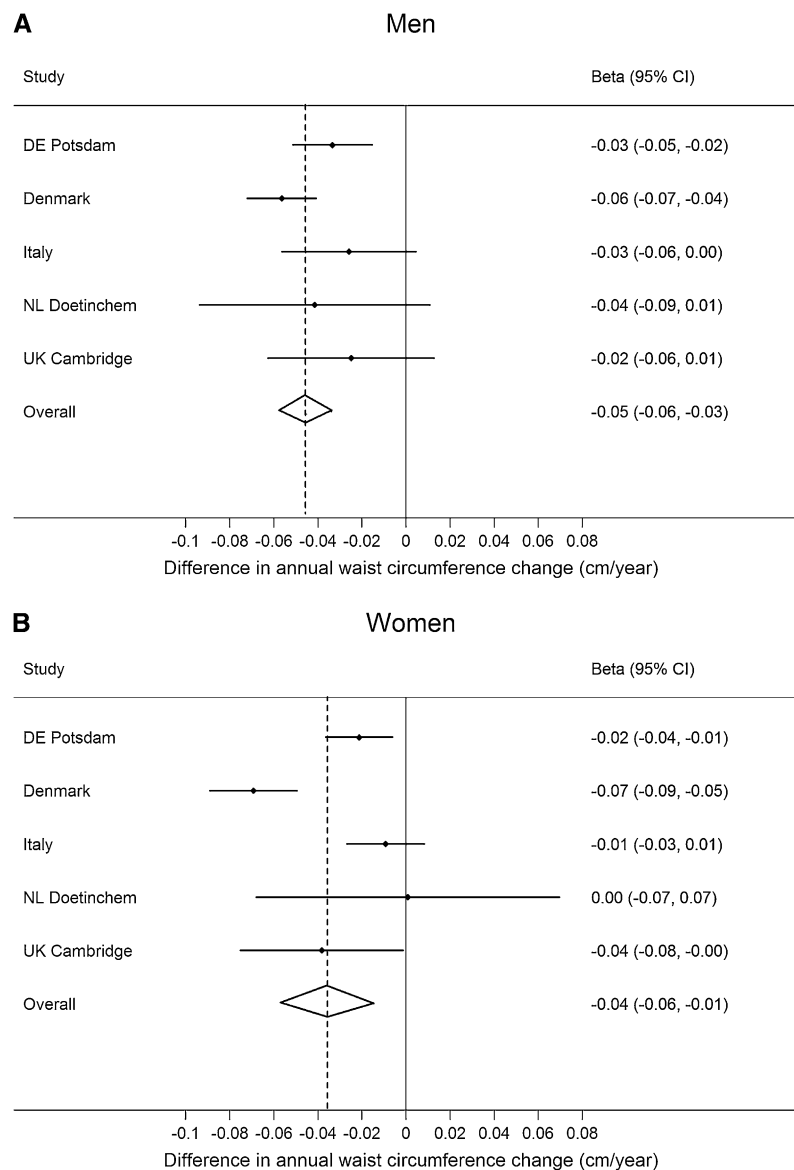 A Men
Study Beta (95% CI)
DE Potsdam -0.03 (-0.05, -0.02)
Denmark -0.06 (-0.07, -0.04)
Italy -0.03 (-0.06, 0.00)
NL Doetinchem -0.04 (-0.09, 0.01)
UK Cambridge -0.02 (-0.06, 0.01)
Overall -0.05 (-0.06, -0.03)
-0.1 -0.08 -0.06 -0.04 -0.02 0 0.02 0.04 0.06 0.08
Difference in annual waist circumference change (cm/year)
B Women
Study Beta (95% CI)
DE Potsdam -0.02 (-0.04, -0.01)
Denmark -0.07 (-0.09, -0.05)
Italy -0.01 (-0.03, 0.01)
NL Doetinchem 0.00 (-0.07, 0.07)
UK Cambridge -0.04 (-0.08, -0.00)
Overall -0.04 (-0.06, -0.01)
-0.1 -0.08 -0.06 -0.04 -0.02 0 0.02 0.04 0.06 0.08
Difference in annual waist circumference change (cm/year)